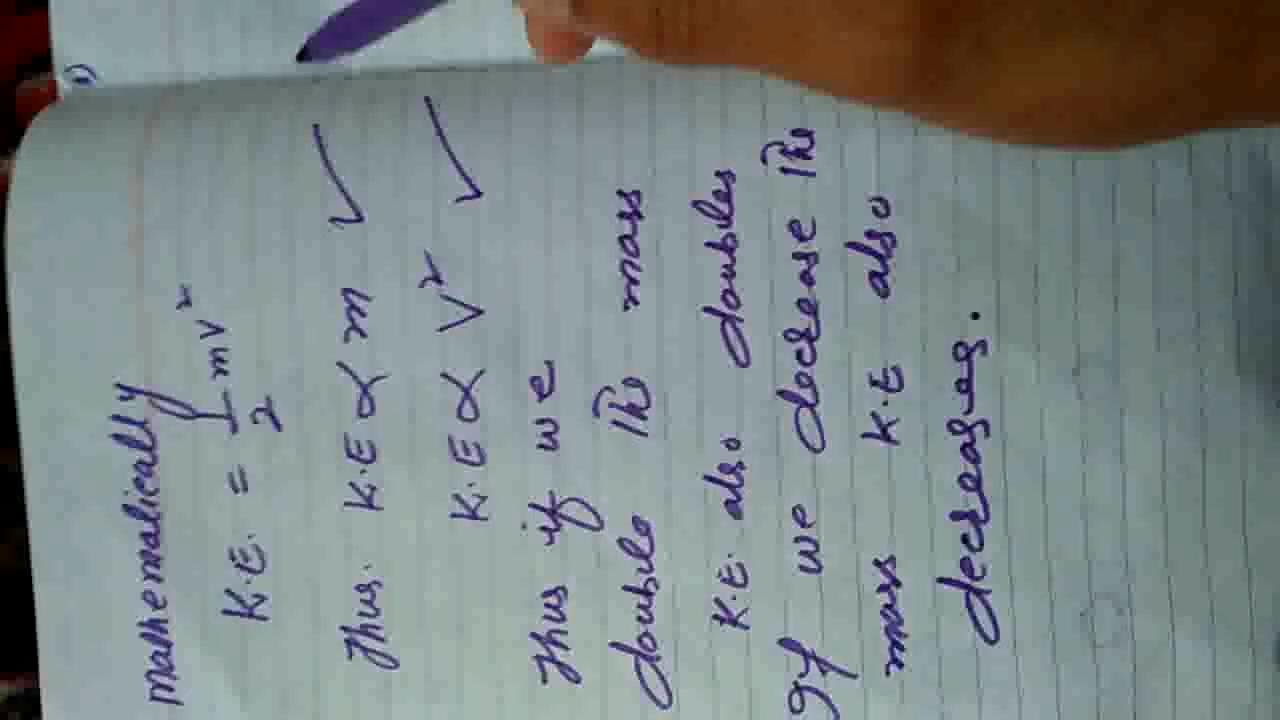 mathematically
K.E. = 1/2 mv²
Thus. K.E ∝ m ✓
K.E ∝ V² ✓
Thus if we
double the mass
K.E. also doubles
If we decrease the
mass K.E also
decreases.